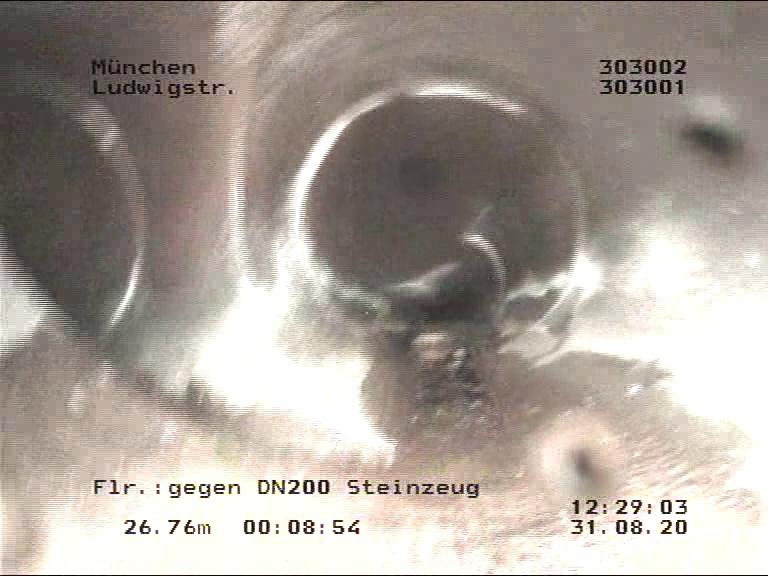 München 303002
Ludwigstr. 303001
Flr.:gegen DN200 Steinzeug
12:29:03
26.76m 00:08:54 31.08.20